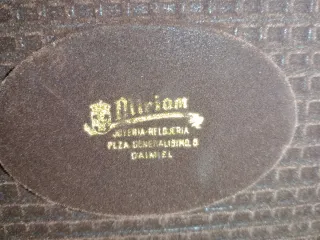 Miriam
JOYERIA-RELOJERIA
PLZA. GENERALISIMO, 8
DAIMIEL